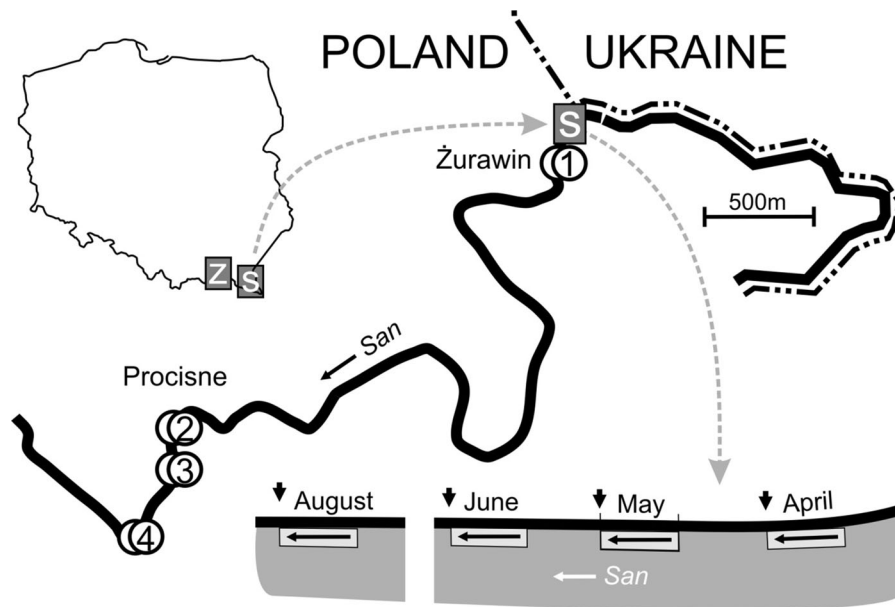 POLAND UKRAINE
S
Żurawin 1
500m
Z S
San
Procisne
2
3
4
August June May April
San